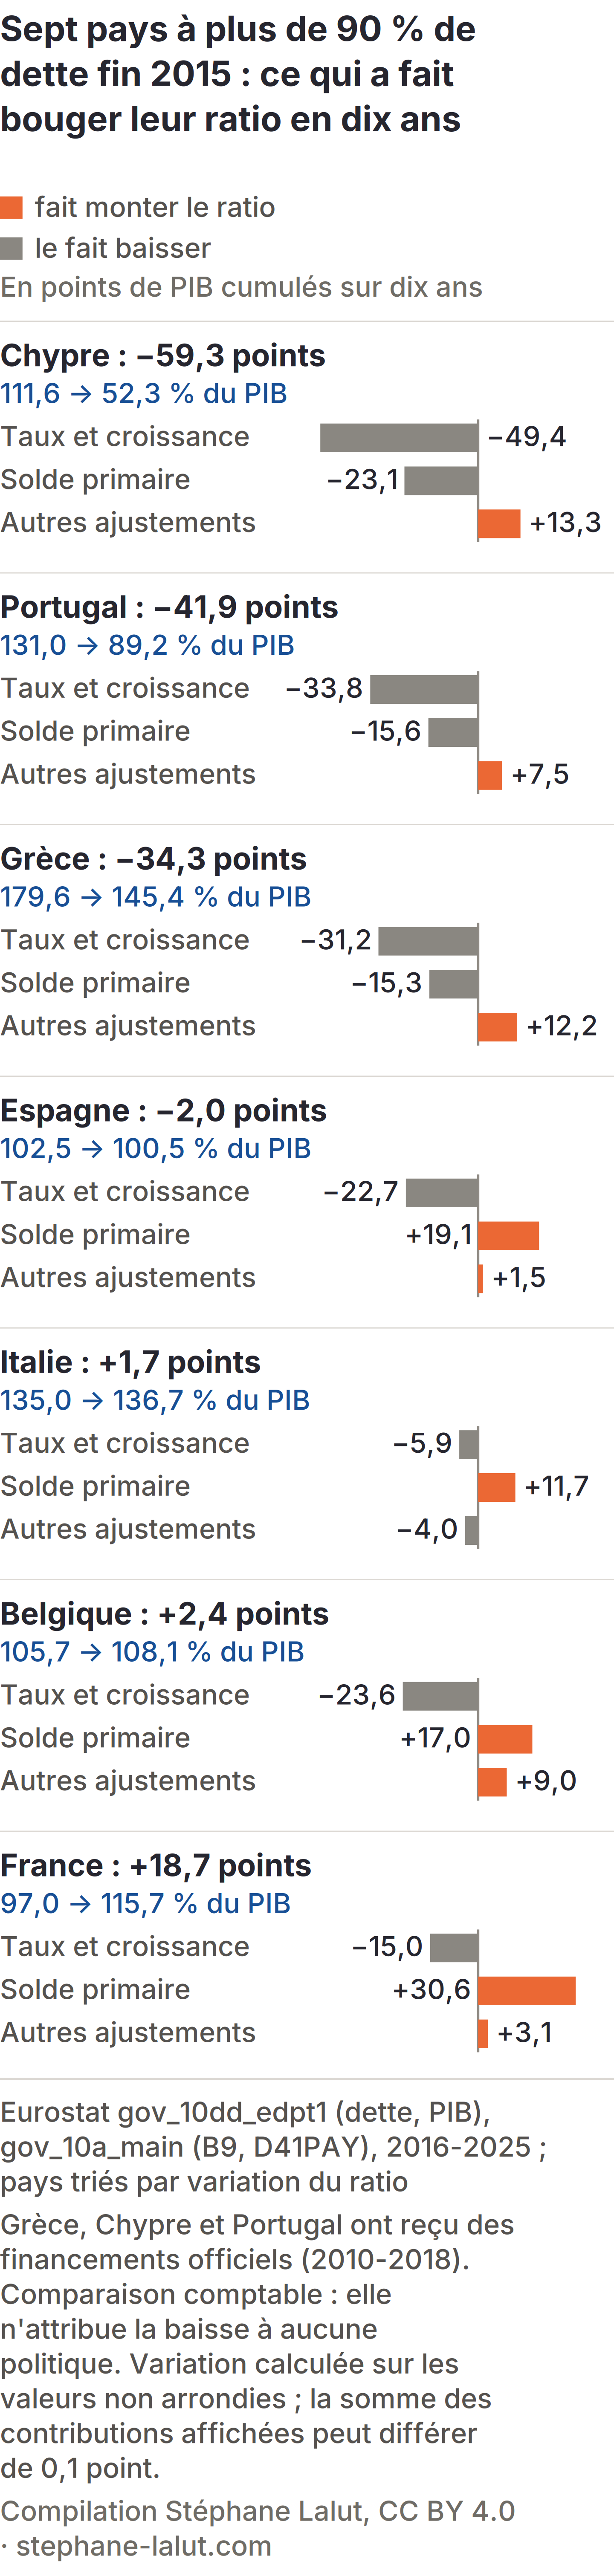 Sept pays à plus de 90 % de
dette fin 2015 : ce qui a fait
bouger leur ratio en dix ans
fait monter le ratio
le fait baisser
En points de PIB cumulés sur dix ans
Chypre : −59,3 points
111,6 → 52,3 % du PIB
Taux et croissance −49,4
Solde primaire −23,1
Autres ajustements +13,3
Portugal : −41,9 points
131,0 → 89,2 % du PIB
Taux et croissance −33,8
Solde primaire −15,6
Autres ajustements +7,5
Grèce : −34,3 points
179,6 → 145,4 % du PIB
Taux et croissance −31,2
Solde primaire −15,3
Autres ajustements +12,2
Espagne : −2,0 points
102,5 → 100,5 % du PIB
Taux et croissance −22,7
Solde primaire +19,1
Autres ajustements +1,5
Italie : +1,7 points
135,0 → 136,7 % du PIB
Taux et croissance −5,9
Solde primaire +11,7
Autres ajustements −4,0
Belgique : +2,4 points
105,7 → 108,1 % du PIB
Taux et croissance −23,6
Solde primaire +17,0
Autres ajustements +9,0
France : +18,7 points
97,0 → 115,7 % du PIB
Taux et croissance −15,0
Solde primaire +30,6
Autres ajustements +3,1
Eurostat gov_10dd_edpt1 (dette, PIB),
gov_10a_main (B9, D41PAY), 2016-2025 ;
pays triés par variation du ratio
Grèce, Chypre et Portugal ont reçu des
financements officiels (2010-2018).
Comparaison comptable : elle
n'attribue la baisse à aucune
politique. Variation calculée sur les
valeurs non arrondies ; la somme des
contributions affichées peut différer
de 0,1 point.
Compilation Stéphane Lalut, CC BY 4.0
· stephane-lalut.com